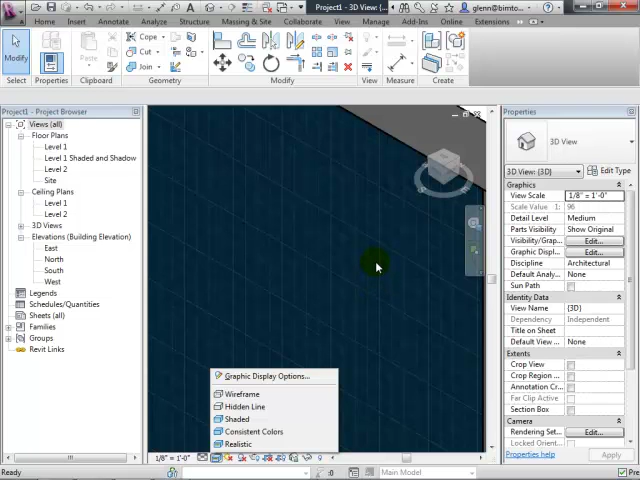 Project1 - 3D View: {
glenn@bimto...
Home
Insert
Annotate
Analyze
Structure
Massing & Site
Collaborate
View
Manage
Add-Ins
Online
Extensions
Modify
Properties
Paste
Cope
Cut
Join
Select
Properties
Clipboard
Geometry
Modify
View
Measure
Create
Project1 - Project Browser
Views (all)
Floor Plans
Level 1
Level 1 Shaded and Shadow
Level 2
Site
Ceiling Plans
Level 1
Level 2
3D Views
Elevations (Building Elevation)
East
North
South
West
Legends
Schedules/Quantities
Sheets (all)
Families
Groups
Revit Links
Graphic Display Options...
Wireframe
Hidden Line
Shaded
Consistent Colors
Realistic
1/8" = 1'-0"
Properties
3D View
3D View: {3D}
Edit Type
Graphics
View Scale 1/8" = 1'-0"
Scale Value 1: 96
Detail Level Medium
Parts Visibility Show Original
Visibility/Grap... Edit...
Graphic Displ... Edit...
Discipline Architectural
Default Analy... None
Sun Path
Identity Data
View Name {3D}
Dependency Independent
Title on Sheet
Default View ... None
Extents
Crop View
Crop Region ...
Annotation Cr...
Far Clip Active
Section Box
Camera
Rendering Set... Edit...
Locked Orient...
Properties help
Apply
Ready
:0
Main Model
Pre